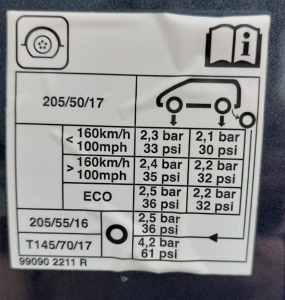 205/50/17
< 160km/h 100mph 2,3 bar 33 psi 2,1 bar 30 psi
> 160km/h 100mph 2,4 bar 35 psi 2,2 bar 32 psi
ECO 2,5 bar 36 psi 2,2 bar 32 psi
205/55/16 2,5 bar 36 psi
T145/70/17 4,2 bar 61 psi
99090 2211 R